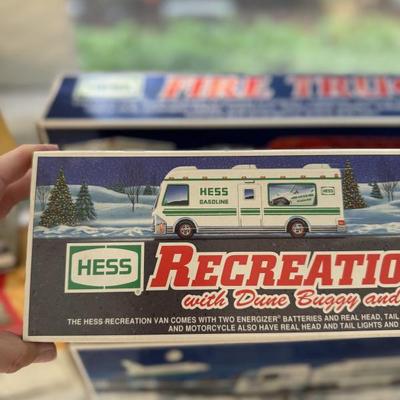 HESS
FIRE TRU
HESS
GASOLINE
HESS
HESS
RECREATIO
with Dune Buggy and
THE HESS RECREATION VAN COMES WITH TWO ENERGIZER® BATTERIES AND REAL HEAD, TAIL
AND MOTORCYCLE ALSO HAVE REAL HEAD AND TAIL LIGHTS AND